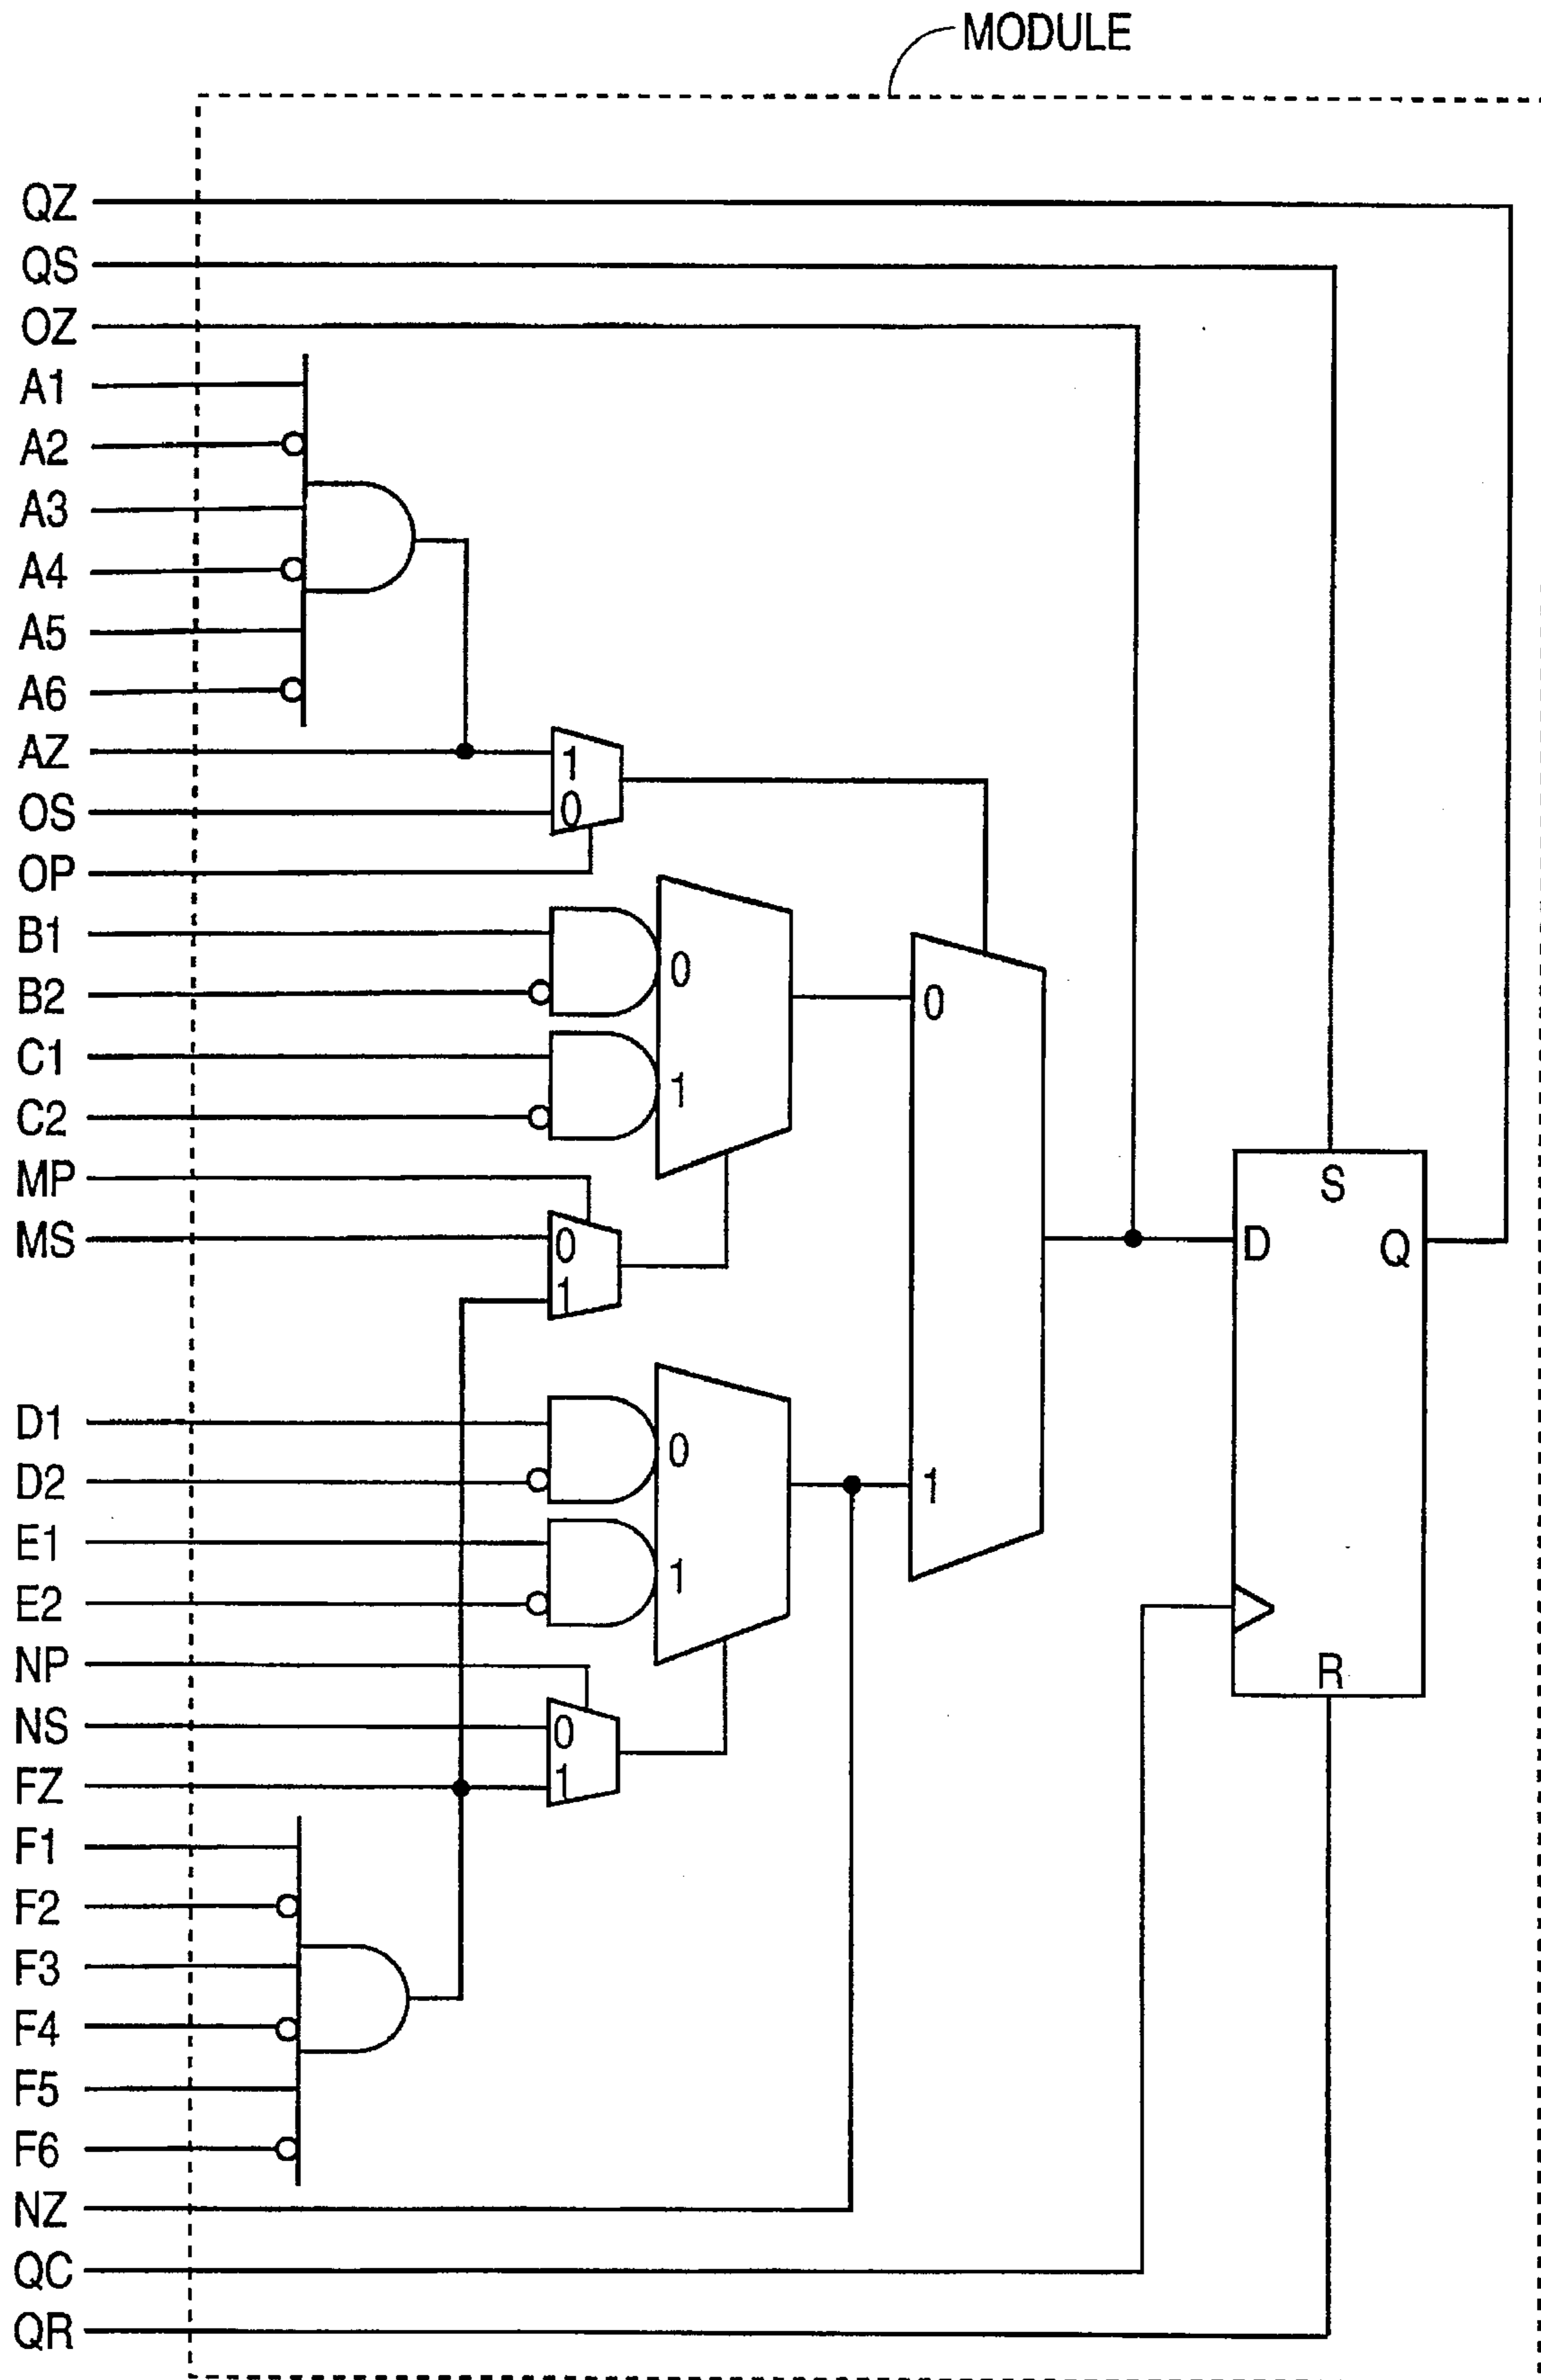 MODULE
QZ
QS
OZ
A1
A2
A3
A4
A5
A6
AZ
1
OS
0
OP
B1
0
B2
0
C1
1
C2
MP
S
MS
0
D
Q
1
D1
0
D2
1
E1
1
E2
NP
R
NS
0
FZ
1
F1
F2
F3
F4
F5
F6
NZ
QC
QR